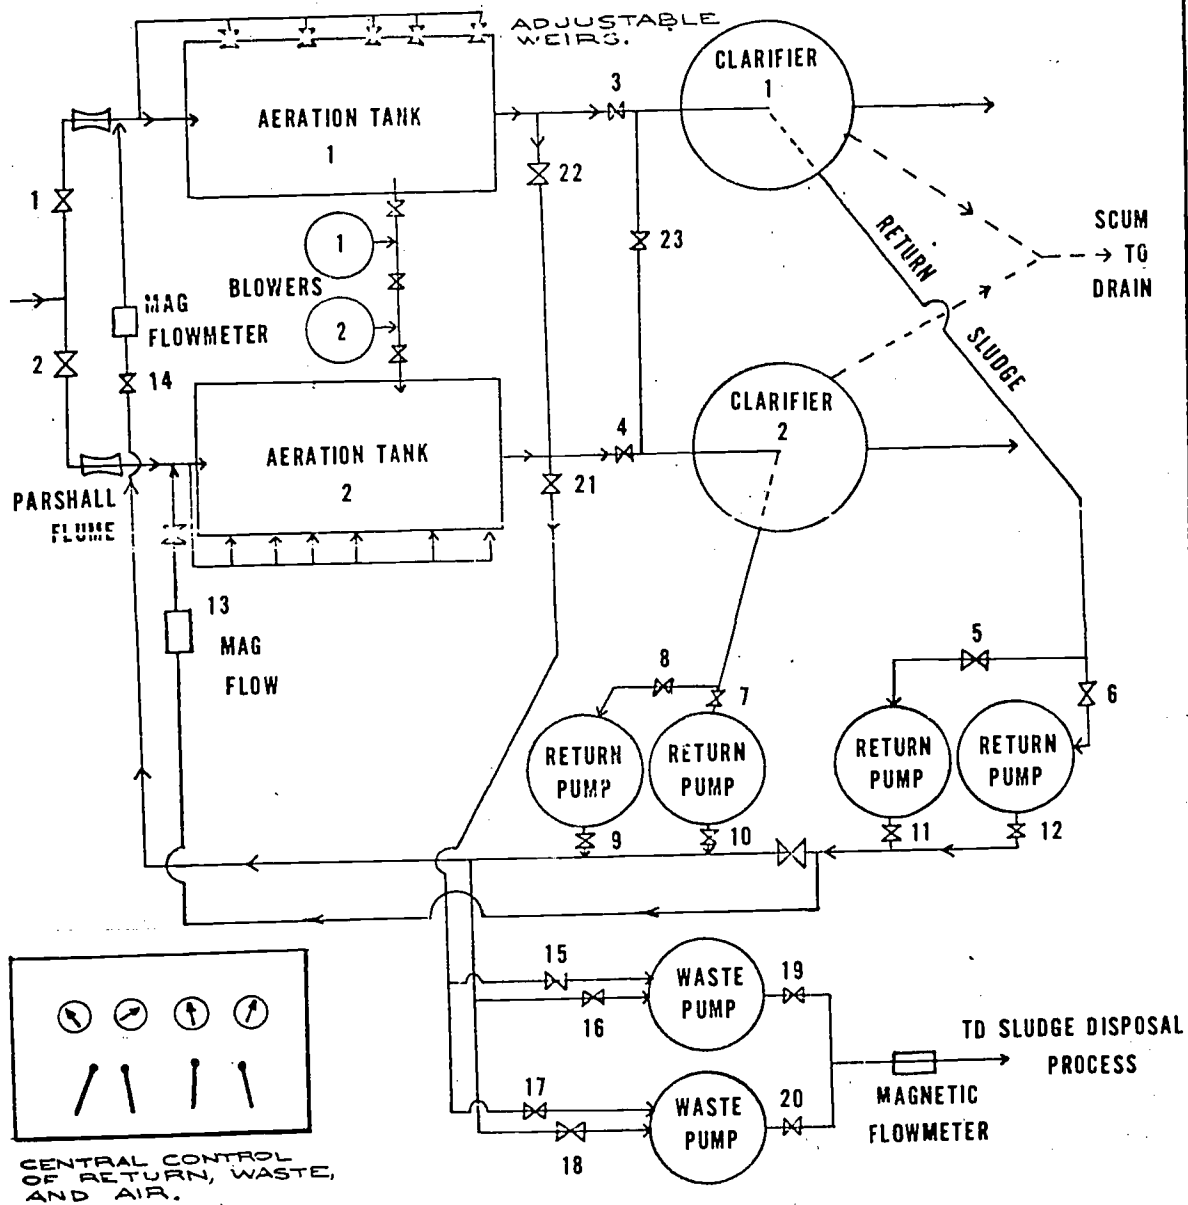 ADJUSTABLE
WEIRS.
CLARIFIER
1
3
AERATION TANK
1
22
1
23
RETURN
SCUM
TO
DRAIN
1
BLOWERS
2
MAG
FLOWMETER
2
14
SLUDGE
CLARIFIER
2
4
AERATION TANK
2
21
PARSHALL
FLUME
13
MAG
FLOW
8
7
5
6
RETURN
PUMP
RETURN
PUMP
RETURN
PUMP
RETURN
PUMP
9
10
11
12
15
16
WASTE
PUMP
19
TO SLUDGE DISPOSAL
PROCESS
17
18
WASTE
PUMP
20
MAGNETIC
FLOWMETER
CENTRAL CONTROL
OF RETURN, WASTE,
AND AIR.